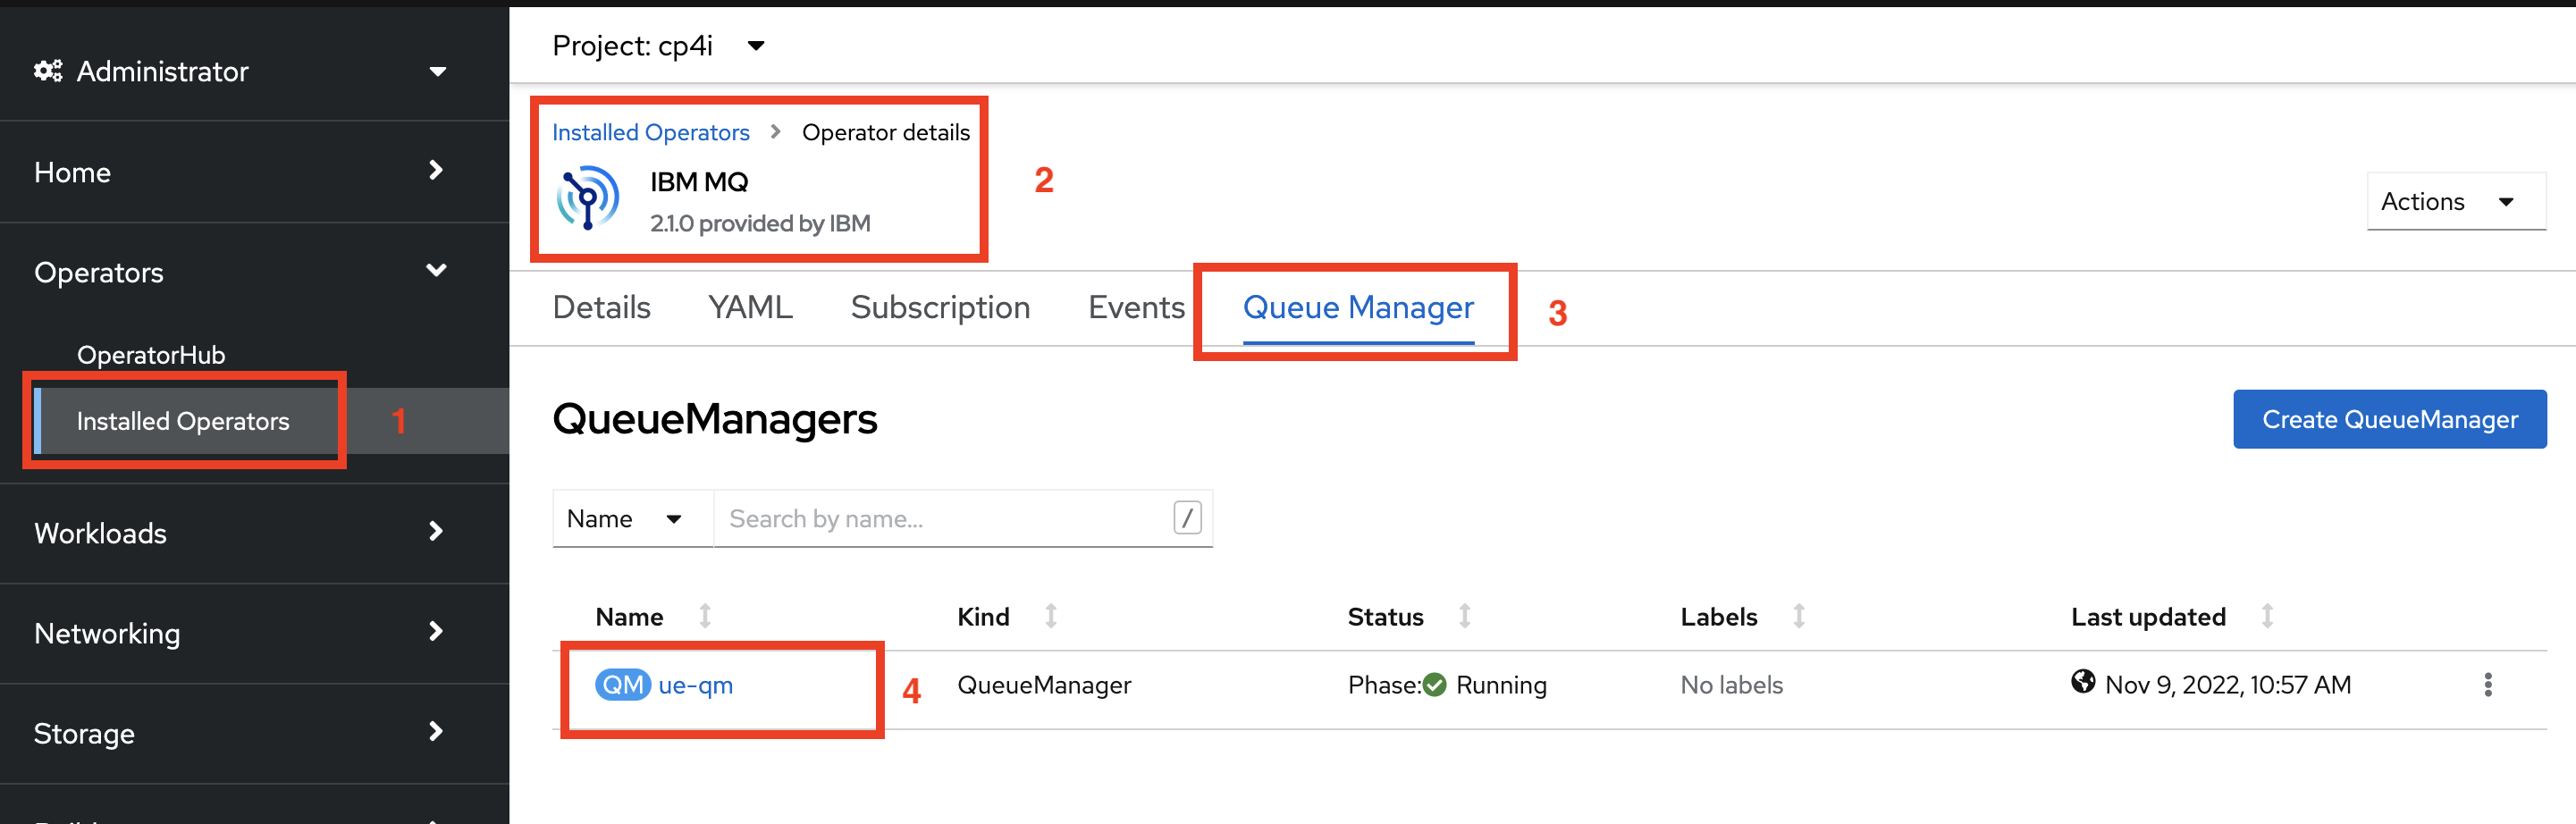 Administrator
Home
Operators
OperatorHub
Installed Operators
1
Workloads
Networking
Storage
Project: cp4i
Installed Operators > Operator details
IBM MQ
2.1.0 provided by IBM
2
Actions
Details YAML Subscription Events Queue Manager
3
QueueManagers
Create QueueManager
Name Search by name... /
Name Kind Status Labels Last updated
QM ue-qm 4 QueueManager Phase: Running No labels Nov 9, 2022, 10:57 AM